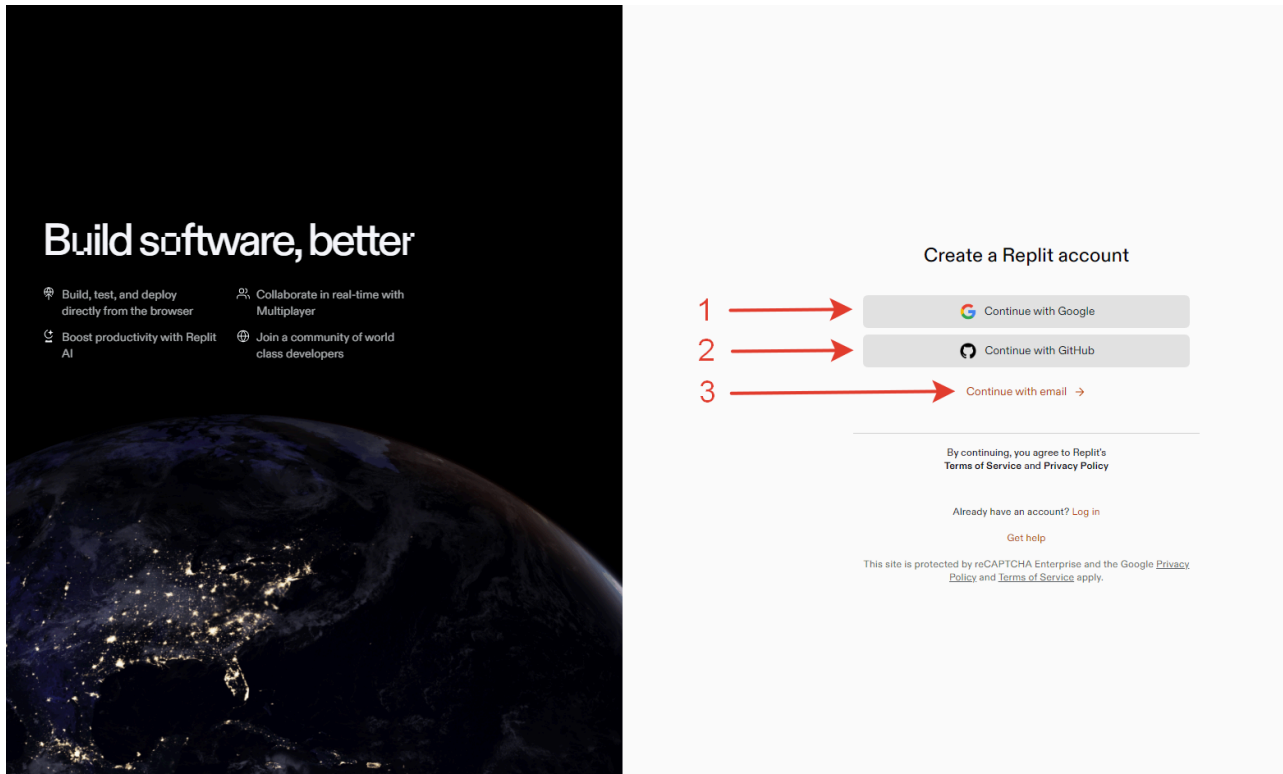 Build software, better
Build, test, and deploy
directly from the browser
Collaborate in real-time with
Multiplayer
Boost productivity with Replit
AI
Join a community of world
class developers
Create a Replit account
1
Continue with Google
2
Continue with GitHub
3
Continue with email →
By continuing, you agree to Replit's
Terms of Service and Privacy Policy
Already have an account? Log in
Get help
This site is protected by reCAPTCHA Enterprise and the Google Privacy
Policy and Terms of Service apply.